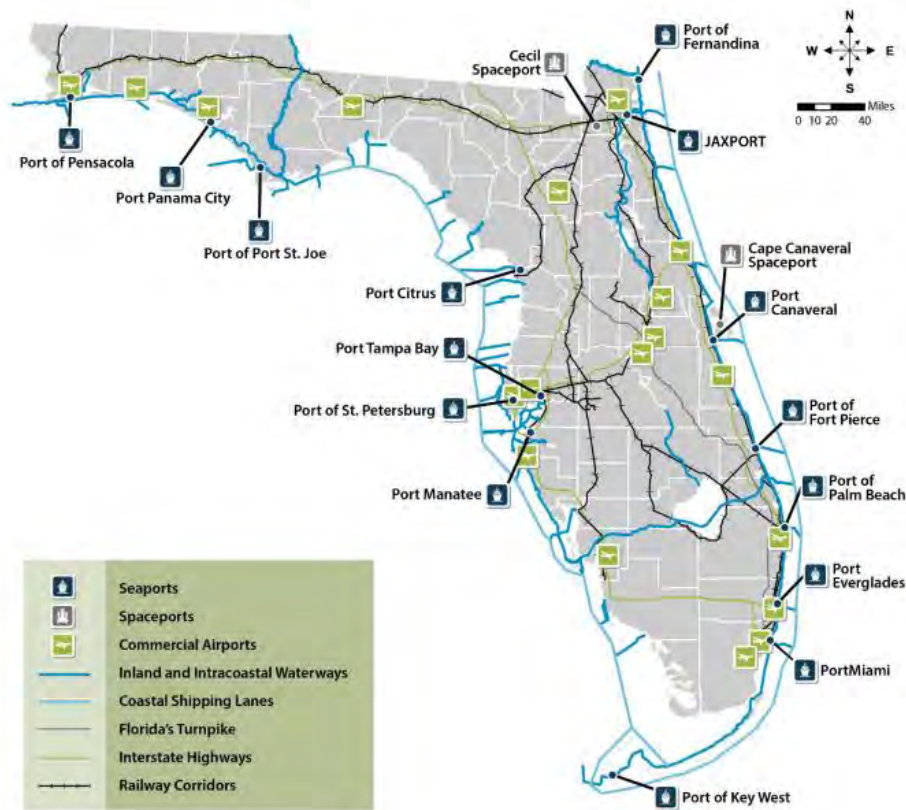 Port of
Fernandina
N
W
E
S
Miles
0 10 20
40
Cecil
Spaceport
JAXPORT
Port of Pensacola
Port Panama City
Port of Port St. Joe
Cape Canaveral
Spaceport
Port Citrus
Port
Canaveral
Port Tampa Bay
Port of St. Petersburg
Port of
Fort Pierce
Port Manatee
Port of
Palm Beach
Port
Everglades
PortMiami
Port of Key West
Seaports
Spaceports
Commercial Airports
Inland and Intracoastal Waterways
Coastal Shipping Lanes
Florida's Turnpike
Interstate Highways
Railway Corridors